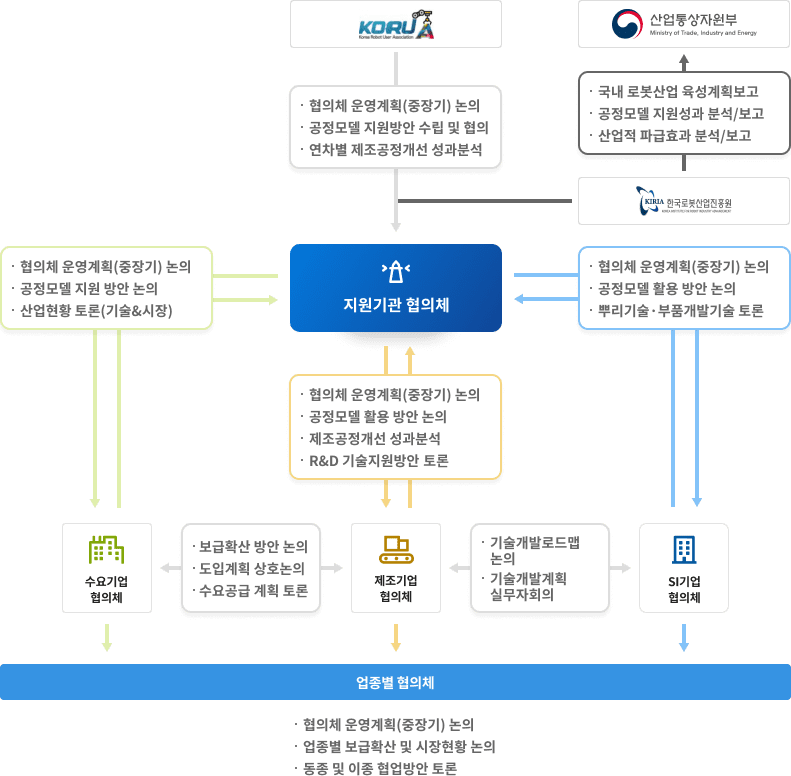 KORUA
Korea Robot User Association
산업통상자원부
Ministry of Trade, Industry and Energy
· 협의체 운영계획(중장기) 논의
· 공정모델 지원방안 수립 및 협의
· 연차별 제조공정개선 성과분석
· 국내 로봇산업 육성계획보고
· 공정모델 지원성과 분석/보고
· 산업적 파급효과 분석/보고
KIRIA 한국로봇산업진흥원
· 협의체 운영계획(중장기) 논의
· 공정모델 지원 방안 논의
· 산업현황 토론(기술&시장)
지원기관 협의체
· 협의체 운영계획(중장기) 논의
· 공정모델 활용 방안 논의
· 뿌리기술·부품개발기술 토론
· 협의체 운영계획(중장기) 논의
· 공정모델 활용 방안 논의
· 제조공정개선 성과분석
· R&D 기술지원방안 토론
수요기업
협의체
· 보급확산 방안 논의
· 도입계획 상호논의
· 수요공급 계획 토론
제조기업
협의체
· 기술개발로드맵
논의
· 기술개발계획
실무자회의
SI기업
협의체
업종별 협의체
· 협의체 운영계획(중장기) 논의
· 업종별 보급확산 및 시장현황 논의
· 동종 및 이종 협업방안 토론